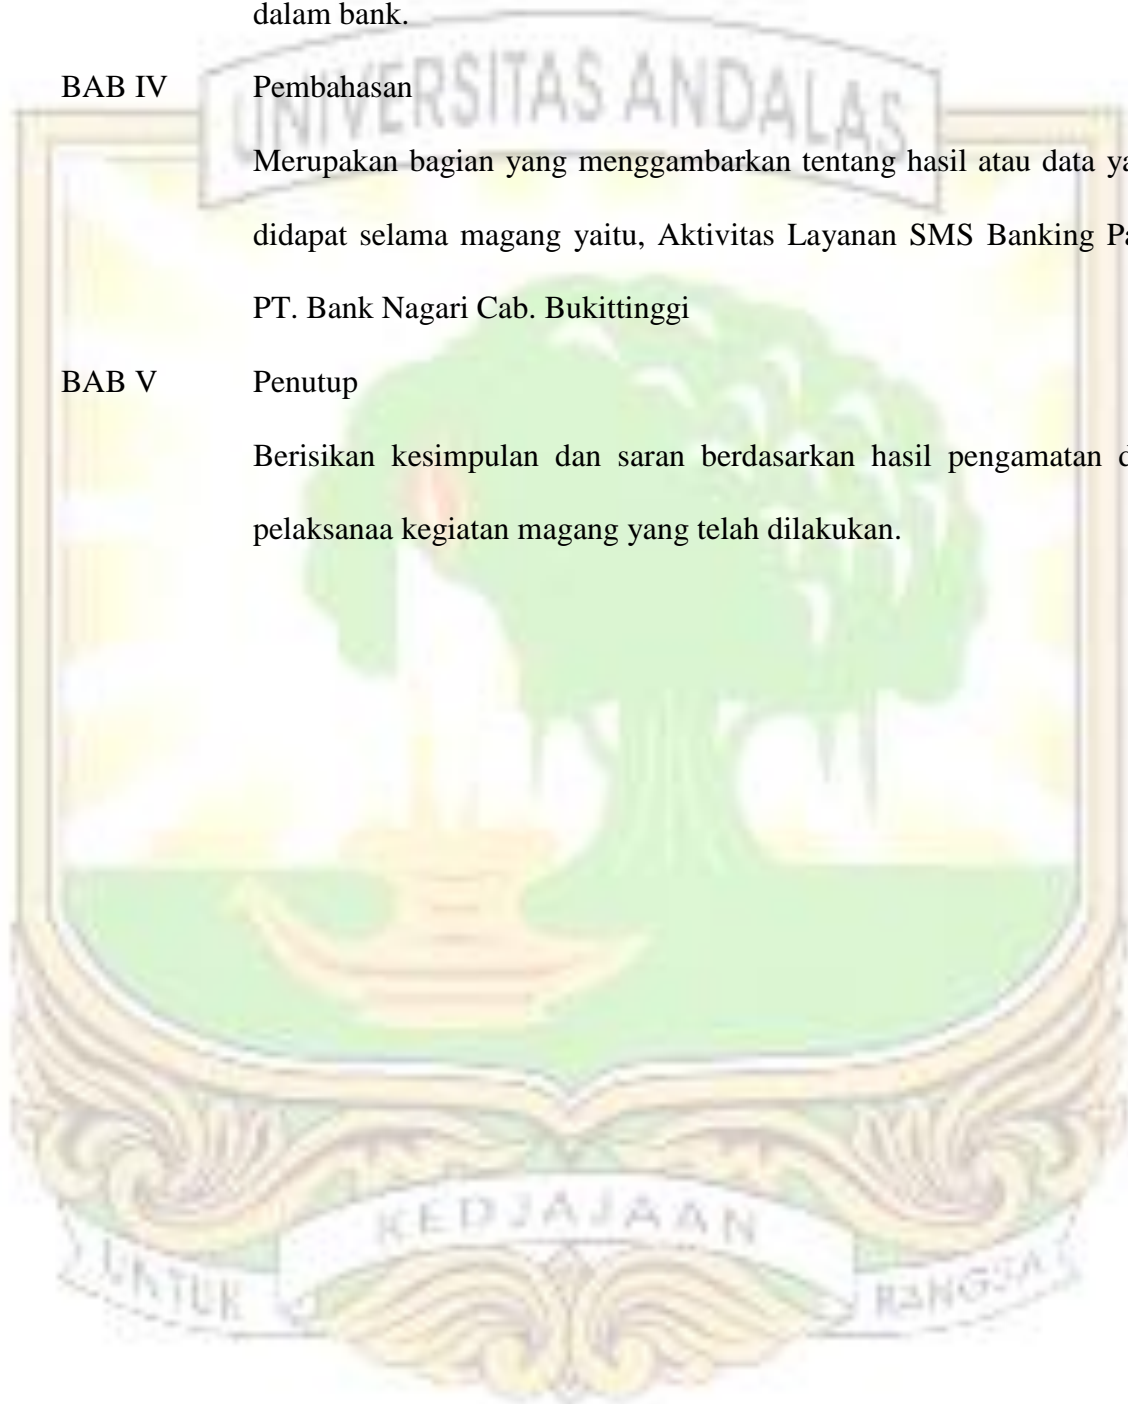 dalam bank.
UNIVERSITAS ANDALAS
BAB IV Pembahasan
Merupakan bagian yang menggambarkan tentang hasil atau data ya
didapat selama magang yaitu, Aktivitas Layanan SMS Banking Pa
PT. Bank Nagari Cab. Bukittinggi
BAB V Penutup
Berisikan kesimpulan dan saran berdasarkan hasil pengamatan d
pelaksanaa kegiatan magang yang telah dilakukan.
UNTUK KEDJAJAAN BANGSA